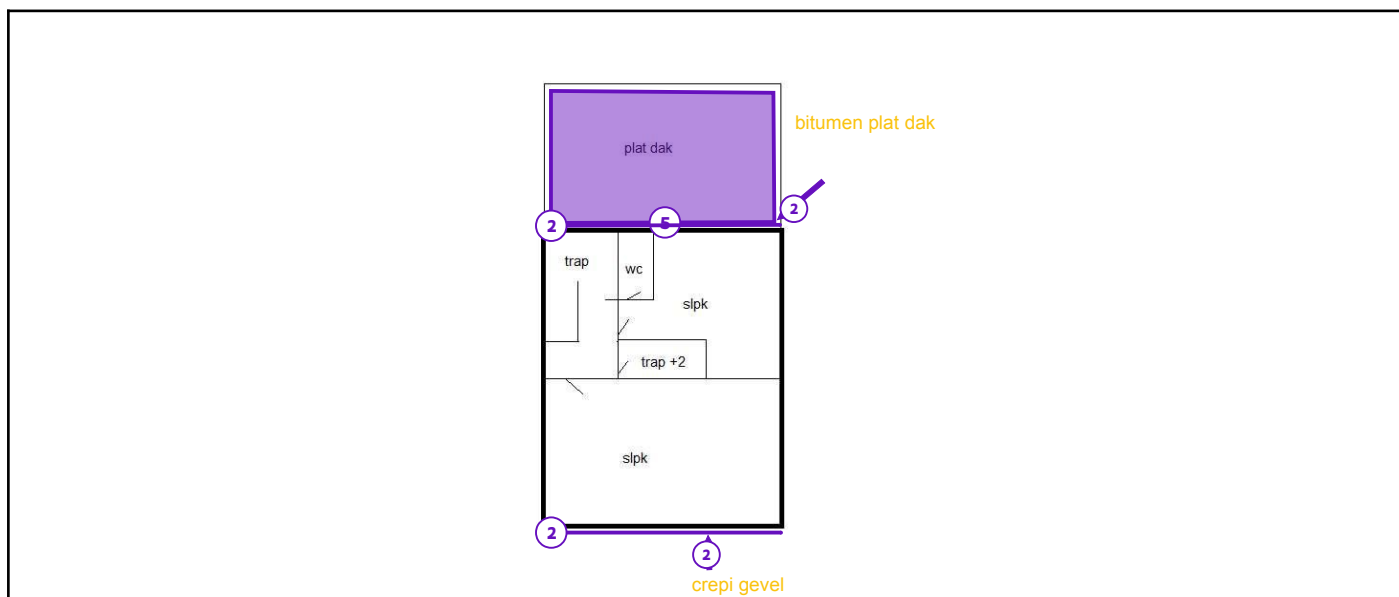 bitumen plat dak
plat dak
2
2
5
trap
wc
slpk
trap +2
slpk
2
2
crepi gevel